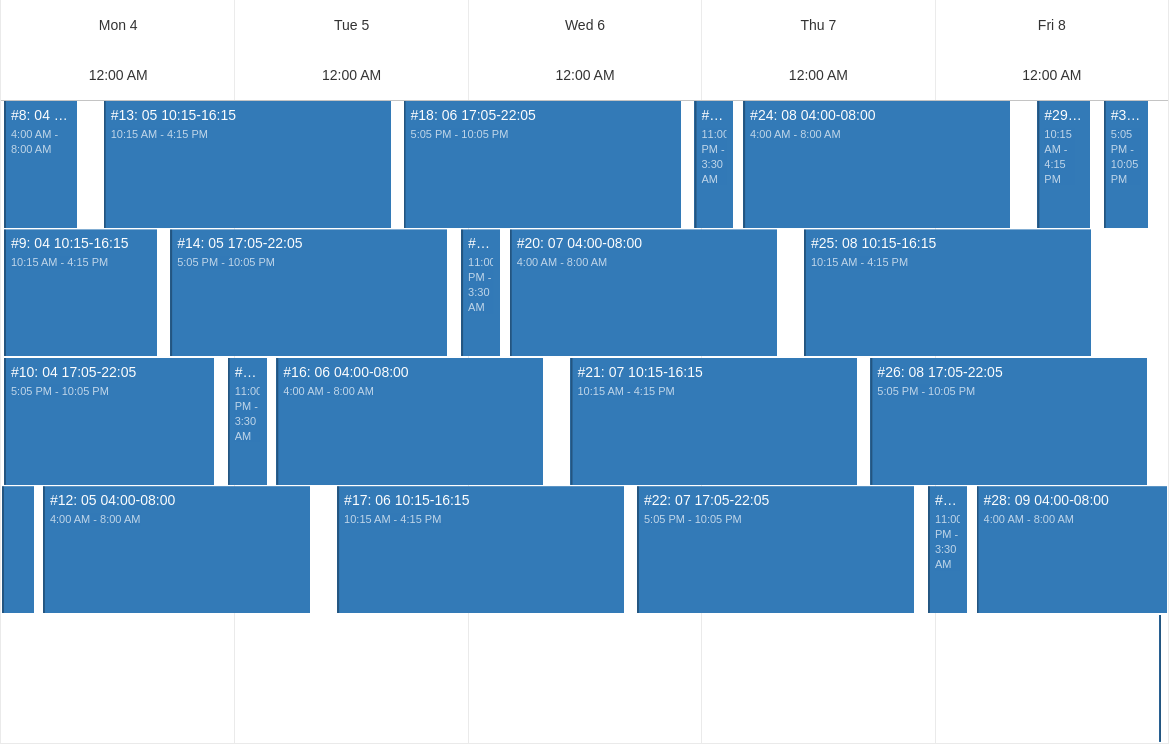 Mon 4
Tue 5
Wed 6
Thu 7
Fri 8
12:00 AM
12:00 AM
12:00 AM
12:00 AM
12:00 AM
#8: 04 …
4:00 AM -
8:00 AM
#13: 05 10:15-16:15
10:15 AM - 4:15 PM
#18: 06 17:05-22:05
5:05 PM - 10:05 PM
#…
11:00
PM -
3:30
AM
#24: 08 04:00-08:00
4:00 AM - 8:00 AM
#29…
10:15
AM -
4:15
PM
#3…
5:05
PM -
10:05
PM
#9: 04 10:15-16:15
10:15 AM - 4:15 PM
#14: 05 17:05-22:05
5:05 PM - 10:05 PM
#…
11:00
PM -
3:30
AM
#20: 07 04:00-08:00
4:00 AM - 8:00 AM
#25: 08 10:15-16:15
10:15 AM - 4:15 PM
#10: 04 17:05-22:05
5:05 PM - 10:05 PM
#…
11:00
PM -
3:30
AM
#16: 06 04:00-08:00
4:00 AM - 8:00 AM
#21: 07 10:15-16:15
10:15 AM - 4:15 PM
#26: 08 17:05-22:05
5:05 PM - 10:05 PM
#12: 05 04:00-08:00
4:00 AM - 8:00 AM
#17: 06 10:15-16:15
10:15 AM - 4:15 PM
#22: 07 17:05-22:05
5:05 PM - 10:05 PM
#…
11:00
PM -
3:30
AM
#28: 09 04:00-08:00
4:00 AM - 8:00 AM